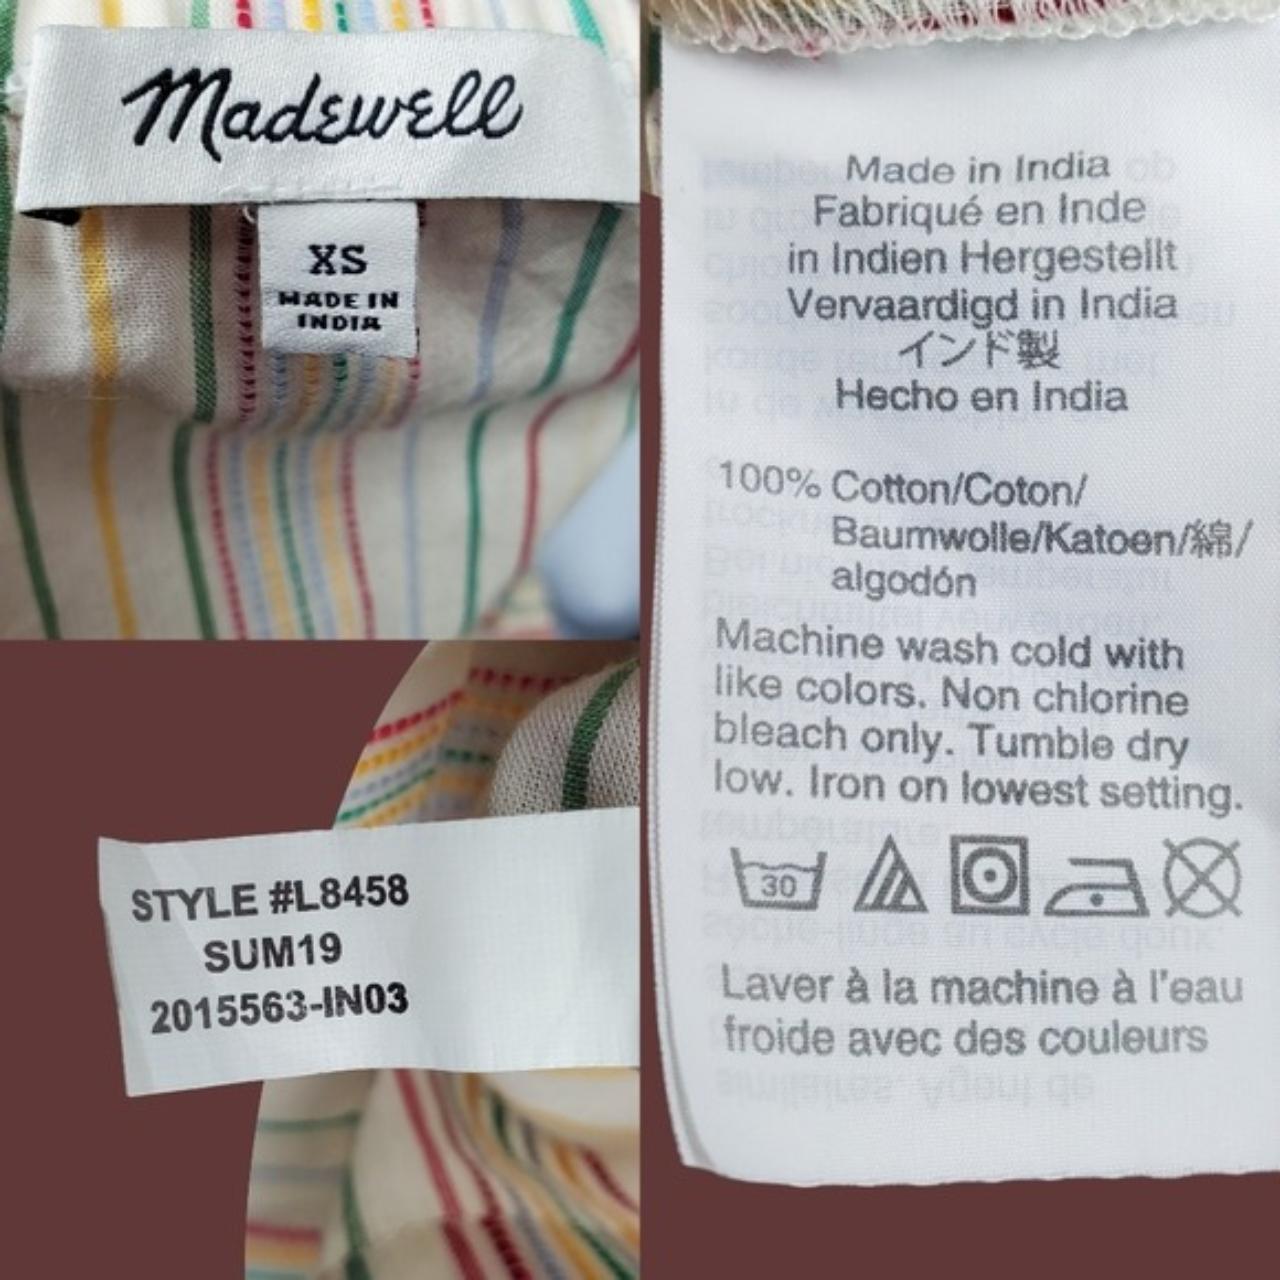 Madewell
XS
MADE IN
INDIA
STYLE #L8458
SUM19
2015563-IN03
Made in India
Fabriqué en Inde
in Indien Hergestellt
Vervaardigd in India
インド製
Hecho en India
100% Cotton/Coton/
Baumwolle/Katoen/綿/
algodón
Machine wash cold with
like colors. Non chlorine
bleach only. Tumble dry
low. Iron on lowest setting.
30
Laver à la machine à l'eau
froide avec des couleurs